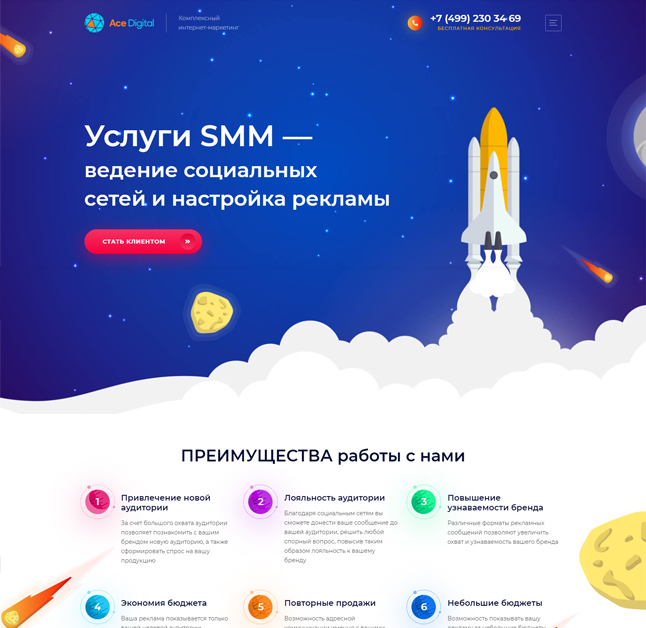 Ace Digital
Комплексный
интернет-маркетинг
+7 (499) 230 34 69
БЕСПЛАТНАЯ КОНСУЛЬТАЦИЯ
Услуги SMM —
ведение социальных
сетей и настройка рекламы
СТАТЬ КЛИЕНТОМ
ПРЕИМУЩЕСТВА работы с нами
1
Привлечение новой
аудитории
За счет большого охвата аудитории
позволяет познакомить с вашим
брендом новую аудиторию, а также
сформировать спрос на вашу
продукцию
2
Лояльность аудитории
Благодаря социальным сетям вы
сможете донести ваше сообщение до
вашей аудитории, решить любой
спорный вопрос, повысив таким
образом лояльность к вашему
бренду
3
Повышение
узнаваемости бренда
Различные форматы рекламных
сообщений позволяют увеличить
охват и узнаваемость вашего бренда
4
Экономия бюджета
Ваша реклама показывается только
5
Повторные продажи
Возможность адресной
6
Небольшие бюджеты
Возможность показывать вашу